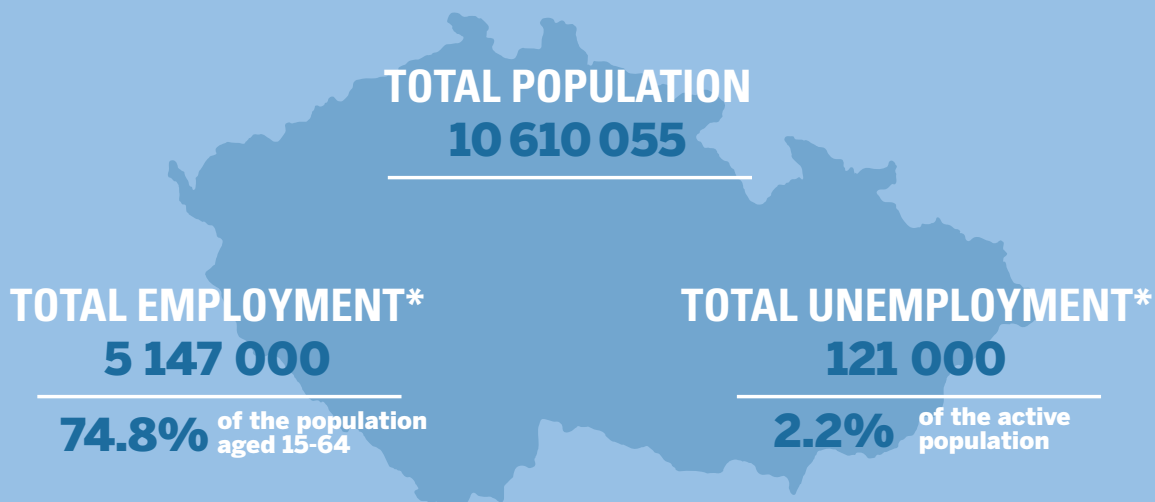 TOTAL POPULATION
10 610 055
TOTAL EMPLOYMENT*
5 147 000
74.8% of the population
aged 15-64
TOTAL UNEMPLOYMENT*
121 000
2.2% of the active
population